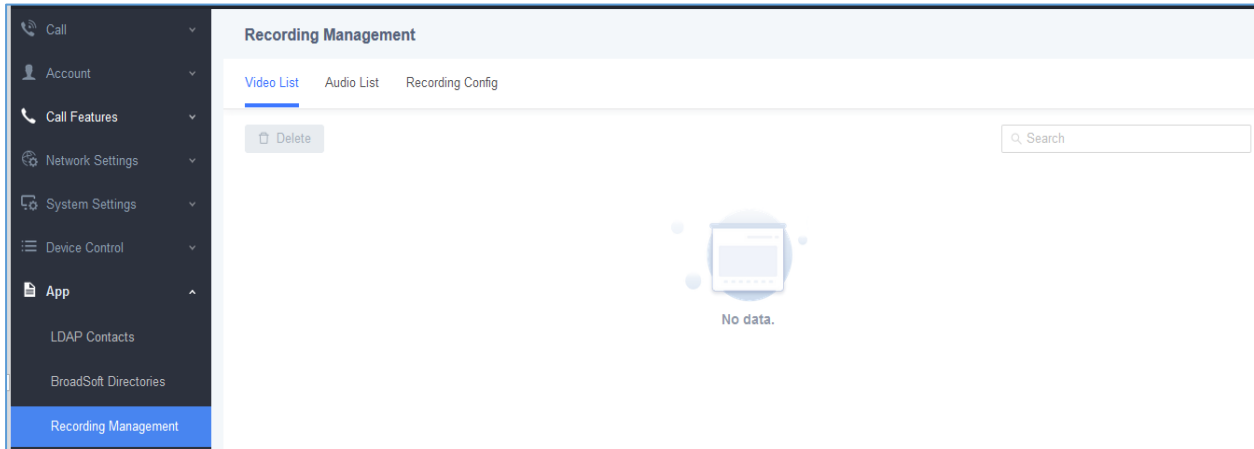 Call
Account
Call Features
Network Settings
System Settings
Device Control
App
LDAP Contacts
BroadSoft Directories
Recording Management
Recording Management
Video List Audio List Recording Config
Delete Search
No data.